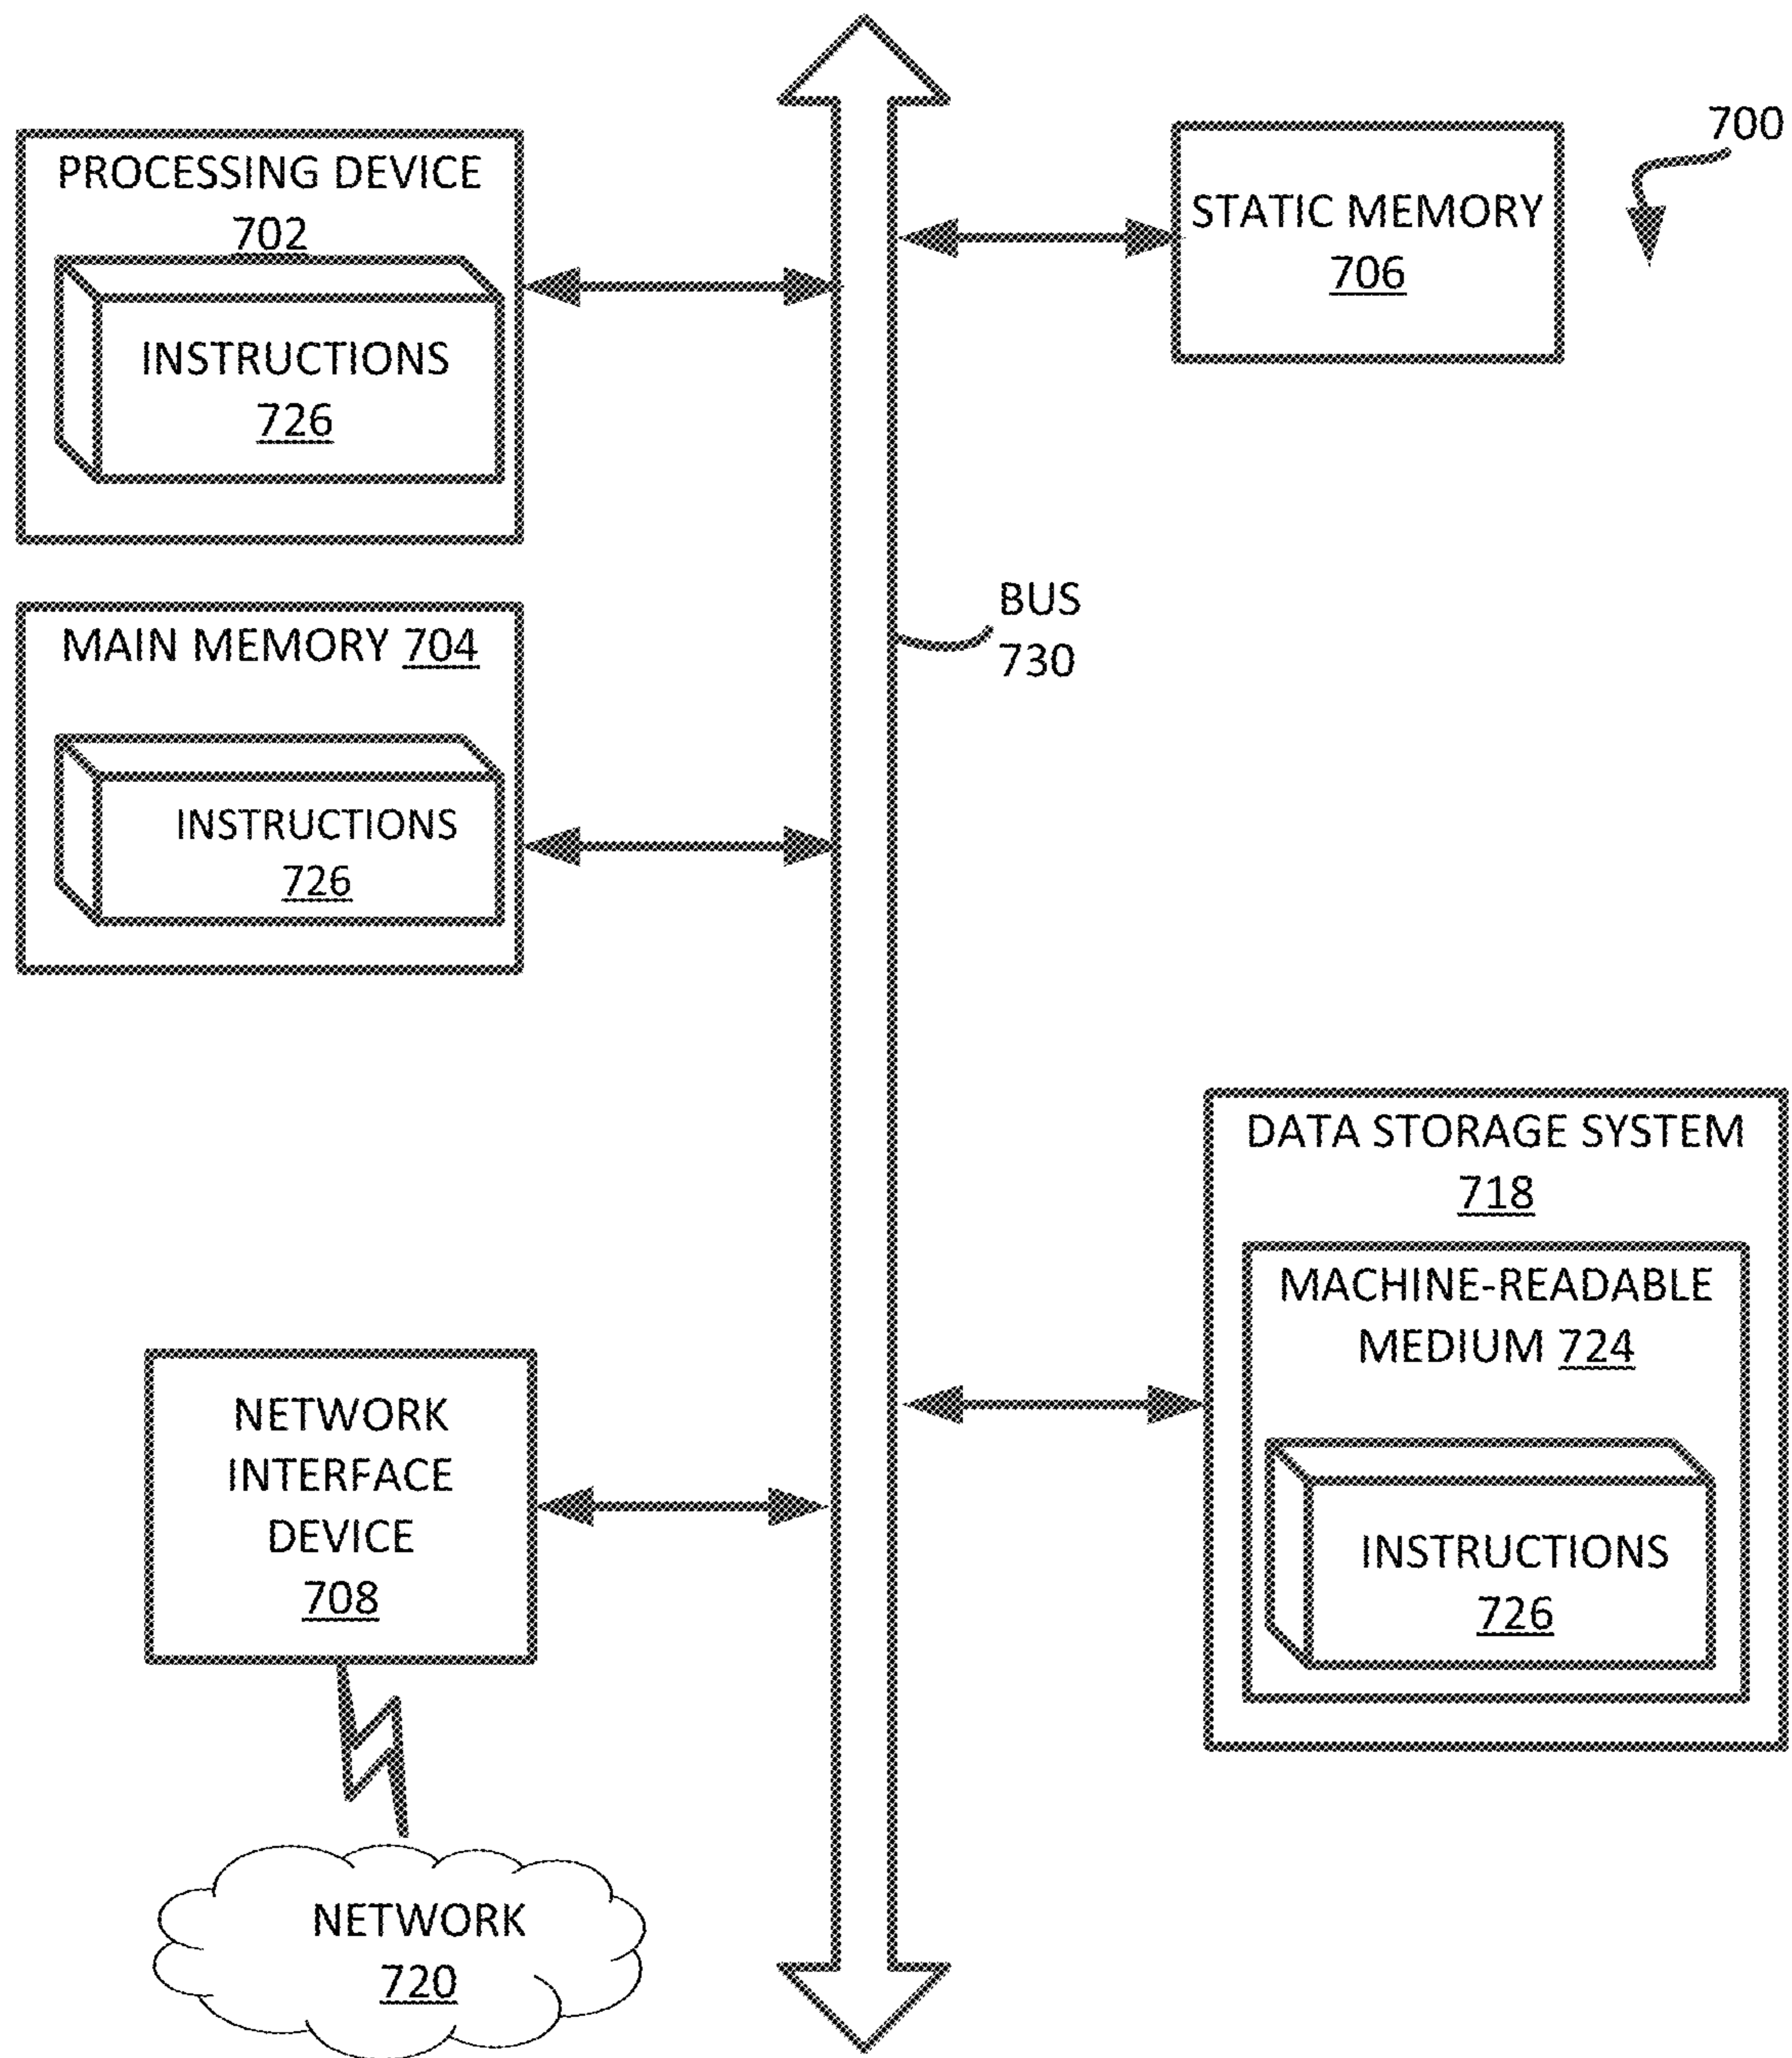 PROCESSING DEVICE
702
INSTRUCTIONS
726
MAIN MEMORY 704
INSTRUCTIONS
726
NETWORK
INTERFACE
DEVICE
708
NETWORK
720
BUS
730
700
STATIC MEMORY
706
DATA STORAGE SYSTEM
718
MACHINE-READABLE
MEDIUM 724
INSTRUCTIONS
726